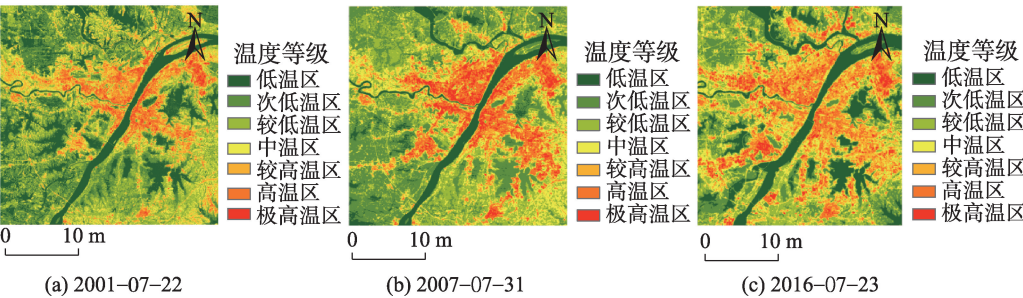 N
温度等级
低温区
次低温区
较低温区
中温区
较高温区
高温区
极高温区
0 10 m
(a) 2001-07-22
N
温度等级
低温区
次低温区
较低温区
中温区
较高温区
高温区
极高温区
0 10 m
(b) 2007-07-31
N
温度等级
低温区
次低温区
较低温区
中温区
较高温区
高温区
极高温区
0 10 m
(c) 2016-07-23